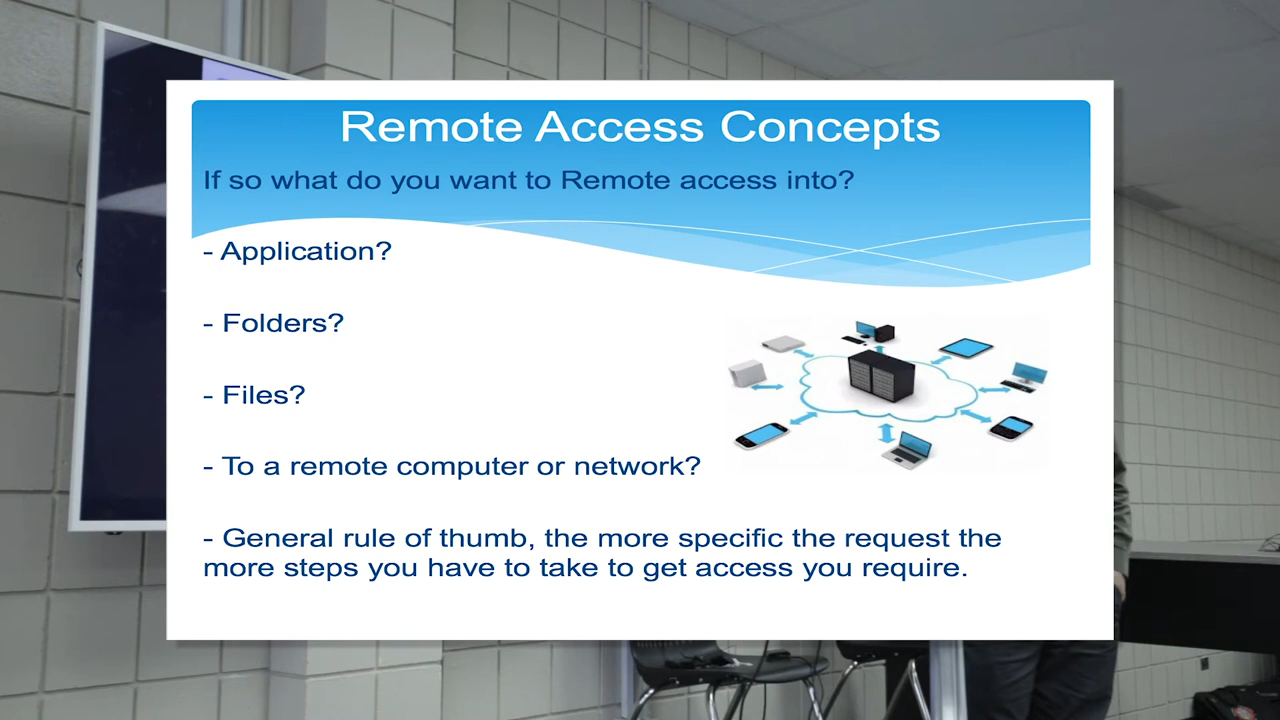 Remote Access Concepts
If so what do you want to Remote access into?
- Application?
- Folders?
- Files?
- To a remote computer or network?
- General rule of thumb, the more specific the request the
more steps you have to take to get access you require.